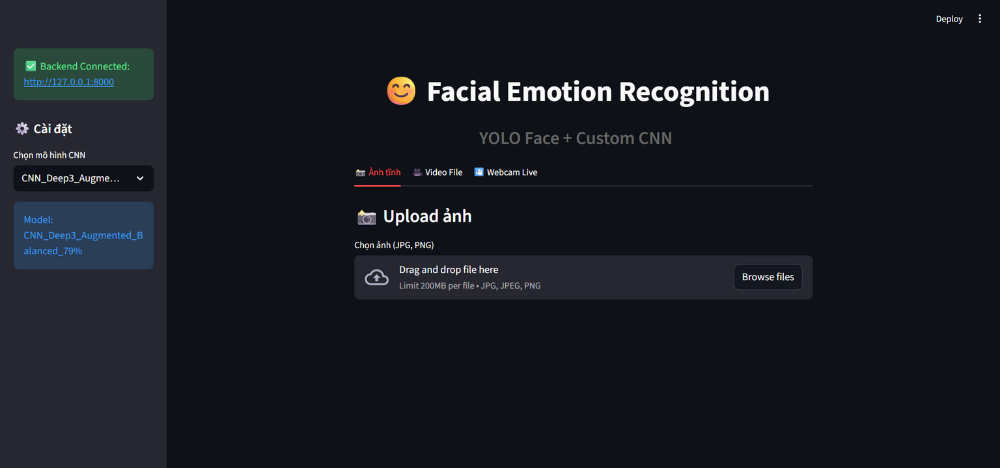 Deploy
✅ Backend Connected:
http://127.0.0.1:8000
⚙️ Cài đặt
Chọn mô hình CNN
CNN_Deep3_Augme...
Model:
CNN_Deep3_Augmented_B
alanced_79%
😊 Facial Emotion Recognition
YOLO Face + Custom CNN
📸 Ảnh tĩnh 🎥 Video File 🎦 Webcam Live
📸 Upload ảnh
Chọn ảnh (JPG, PNG)
Drag and drop file here
Limit 200MB per file • JPG, JPEG, PNG
Browse files